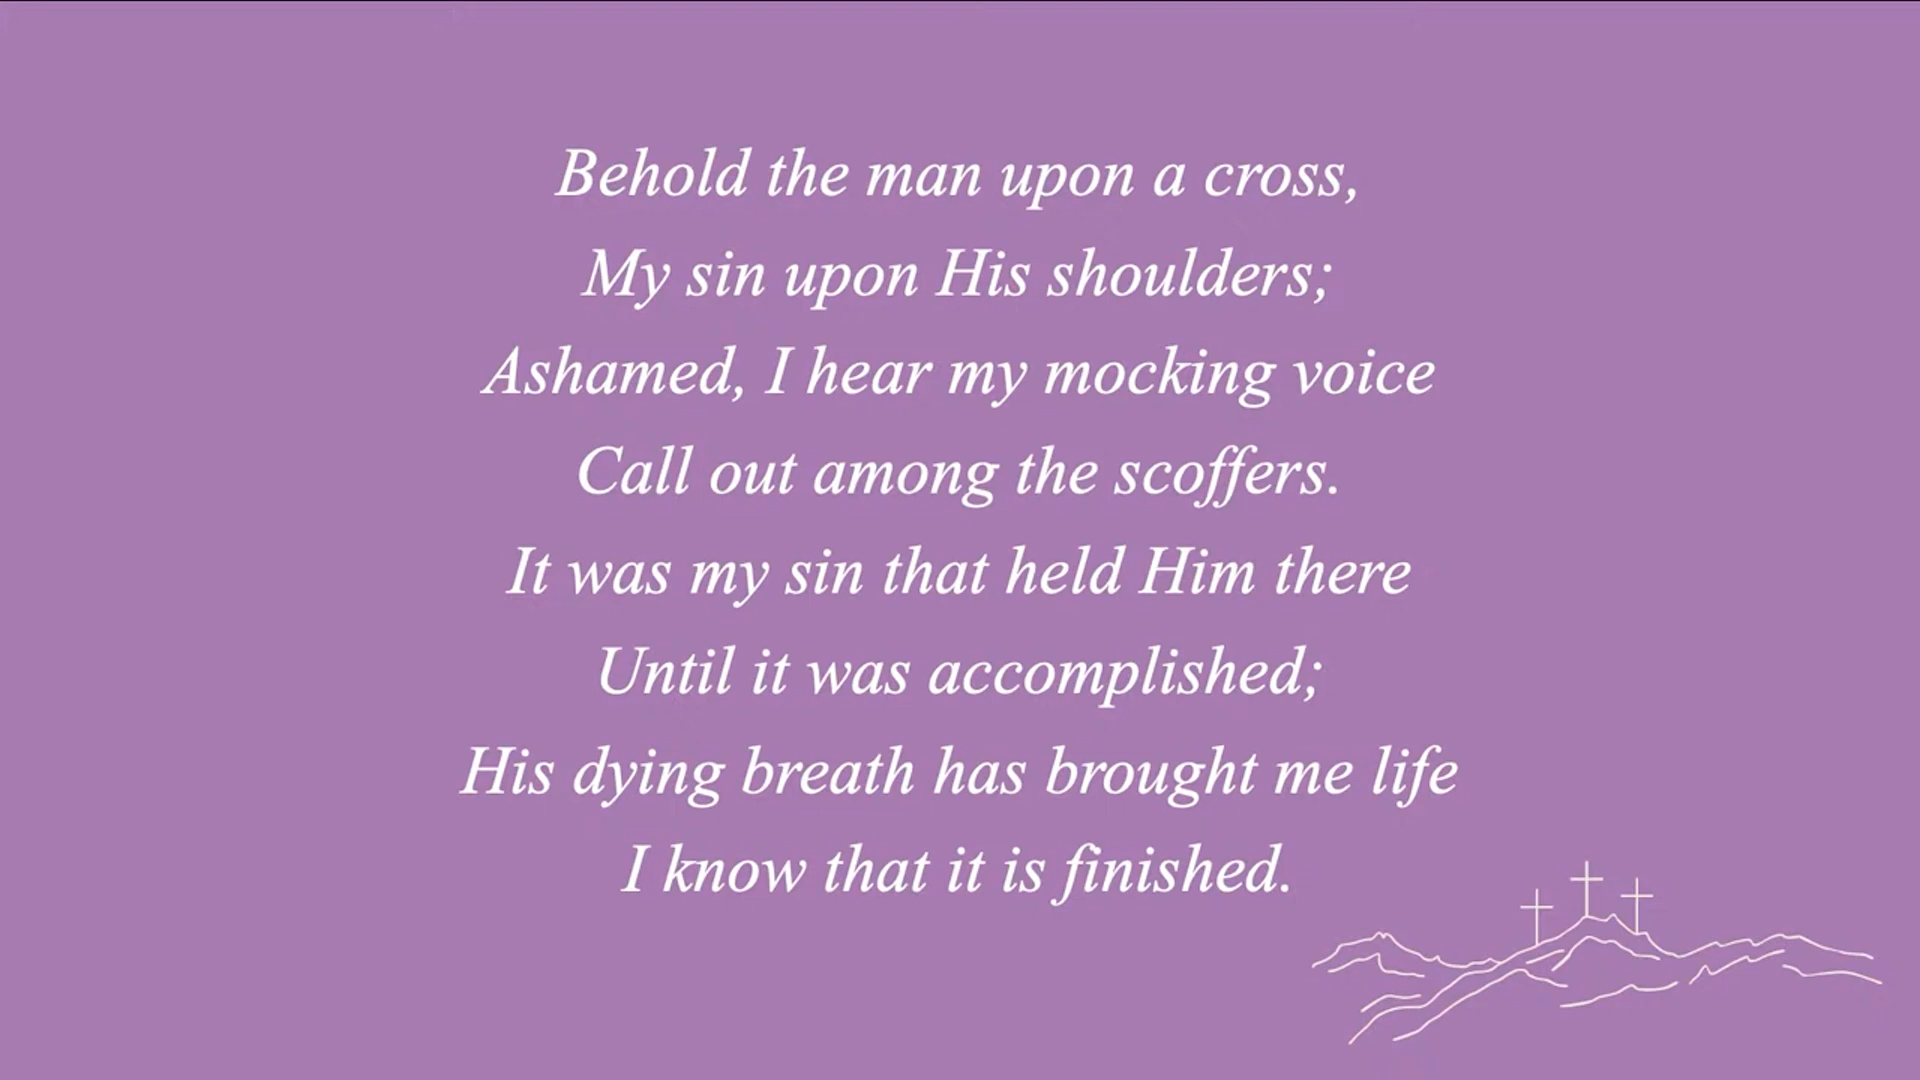 Behold the man upon a cross,
My sin upon His shoulders;
Ashamed, I hear my mocking voice
Call out among the scoffers.
It was my sin that held Him there
Until it was accomplished;
His dying breath has brought me life
I know that it is finished.